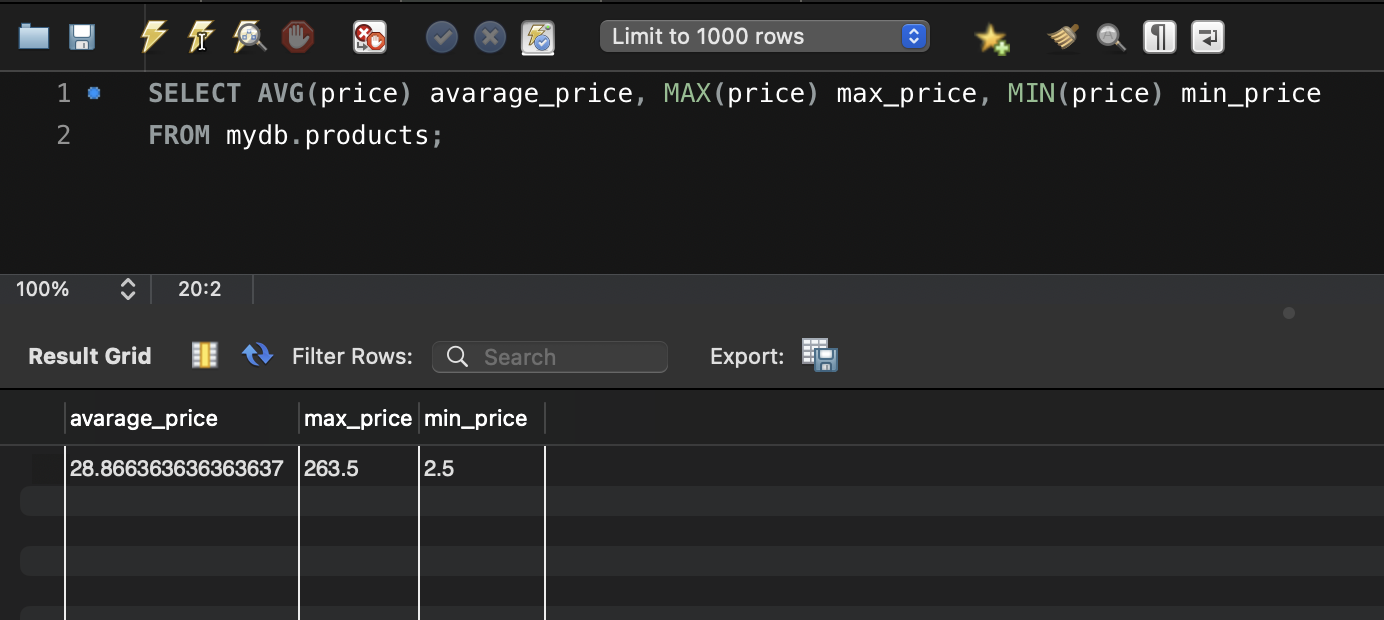 Limit to 1000 rows
1 SELECT AVG(price) avarage_price, MAX(price) max_price, MIN(price) min_price
2 FROM mydb.products;
100% 20:2
Result Grid Filter Rows: Search Export:
avarage_price max_price min_price
28.866363636363637 263.5 2.5